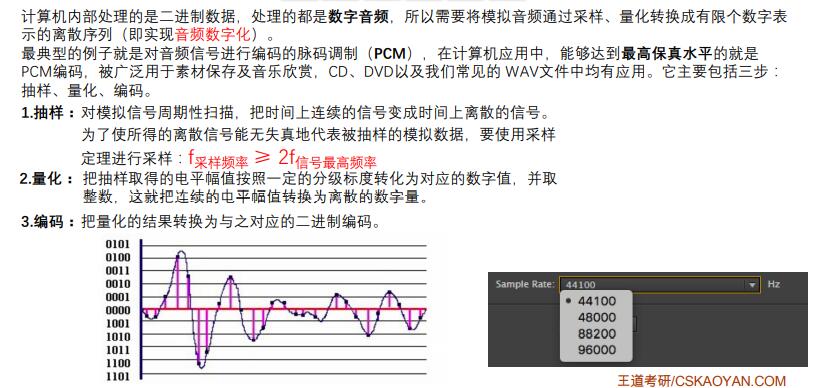 计算机内部处理的是二进制数据，处理的都是数字音频，所以需要将模拟音频通过采样、量化转换成有限个数字表
示的离散序列（即实现音频数字化）。
最典型的例子就是对音频信号进行编码的脉码调制（PCM），在计算机应用中，能够达到最高保真水平的就是
PCM编码，被广泛用于素材保存及音乐欣赏，CD、DVD以及我们常见的 WAV文件中均有应用。它主要包括三步：
抽样、量化、编码。
1.抽样：对模拟信号周期性扫描，把时间上连续的信号变成时间上离散的信号。
为了使所得的离散信号能无失真地代表被抽样的模拟数据，要使用采样
定理进行采样：f采样频率 ≥ 2f信号最高频率
2.量化：把抽样取得的电平幅值按照一定的分级标度转化为对应的数字值，并取
整数，这就把连续的电平幅值转换为离散的数字量。
3.编码：把量化的结果转换为与之对应的二进制编码。
0101
0100
0011
0010
0001
0000
1001
1010
1011
1100
1101
Sample Rate: 44100 Hz
44100
48000
88200
96000
王道考研/CSKAOYAN.COM